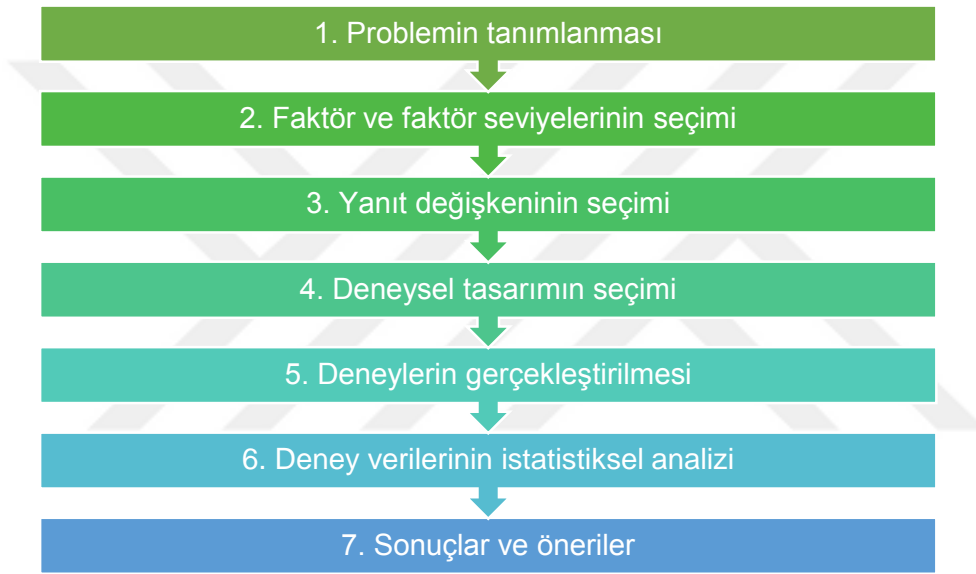 1. Problemin tanımlanması
2. Faktör ve faktör seviyelerinin seçimi
3. Yanıt değişkeninin seçimi
4. Deneysel tasarımın seçimi
5. Deneylerin gerçekleştirilmesi
6. Deney verilerinin istatistiksel analizi
7. Sonuçlar ve öneriler